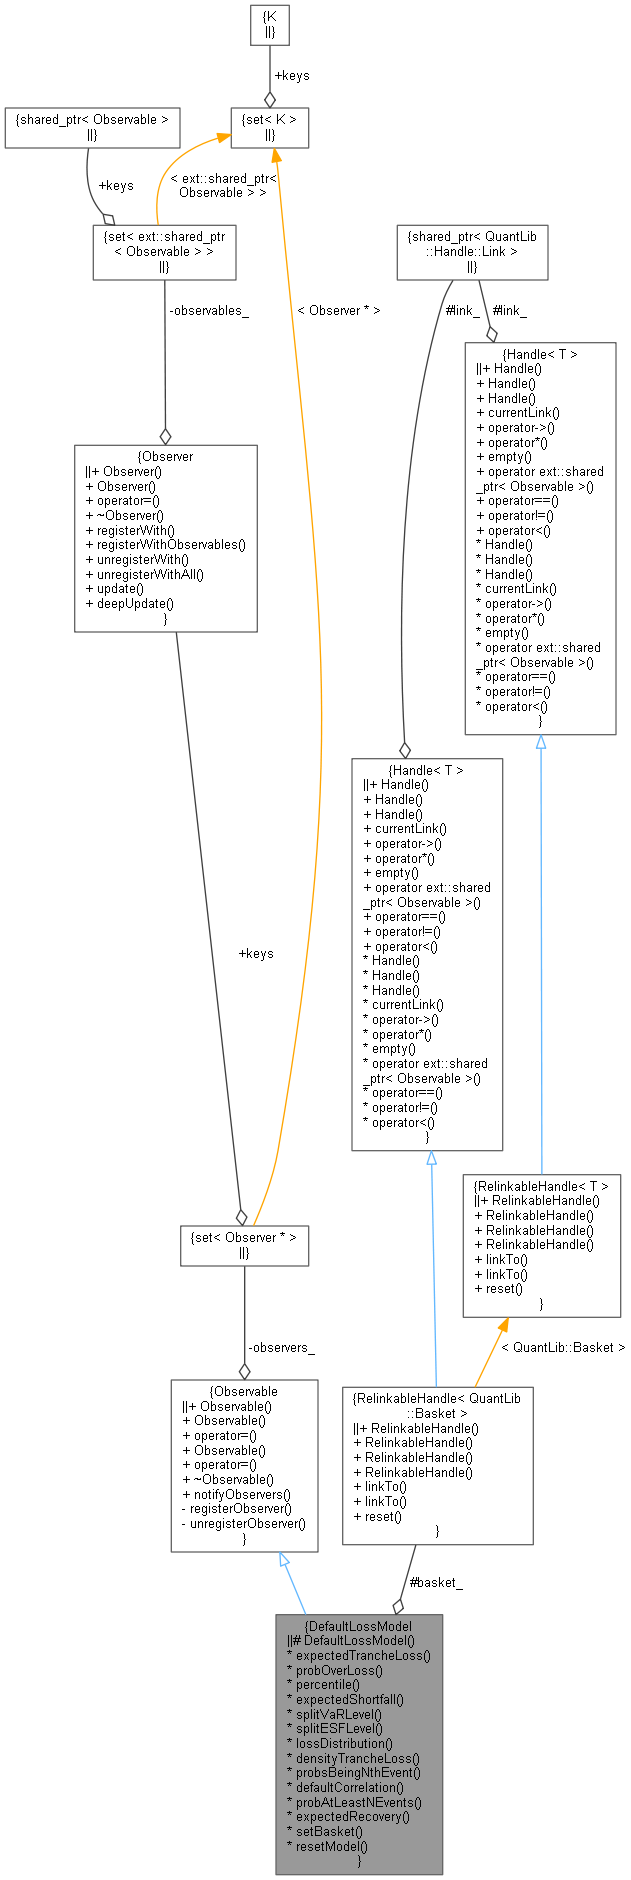 {K
||}
+keys
{shared_ptr< Observable >
||}
{set< K >
||}
+keys
< ext::shared_ptr<
Observable > >
{set< ext::shared_ptr
< Observable > >
||}
{shared_ptr< QuantLib
::Handle::Link >
||}
-observables_
< Observer * >
#link_
#link_
{Handle< T >
||+ Handle()
+ Handle()
+ Handle()
+ currentLink()
+ operator->()
+ operator*()
+ empty()
+ operator ext::shared
_ptr< Observable >()
+ operator==()
+ operator!=()
+ operator<()
* Handle()
* Handle()
* Handle()
* currentLink()
* operator->()
* operator*()
* empty()
* operator ext::shared
_ptr< Observable >()
* operator==()
* operator!=()
* operator<()
}
{Observer
||+ Observer()
+ Observer()
+ operator=()
+ ~Observer()
+ registerWith()
+ registerWithObservables()
+ unregisterWith()
+ unregisterWithAll()
+ update()
+ deepUpdate()
}
{Handle< T >
||+ Handle()
+ Handle()
+ Handle()
+ currentLink()
+ operator->()
+ operator*()
+ empty()
+ operator ext::shared
_ptr< Observable >()
+ operator==()
+ operator!=()
+ operator<()
* Handle()
* Handle()
* Handle()
* currentLink()
* operator->()
* operator*()
* empty()
* operator ext::shared
_ptr< Observable >()
* operator==()
* operator!=()
* operator<()
}
+keys
{RelinkableHandle< T >
||+ RelinkableHandle()
+ RelinkableHandle()
+ RelinkableHandle()
+ RelinkableHandle()
+ linkTo()
+ linkTo()
+ reset()
}
{set< Observer * >
||}
-observers_
< QuantLib::Basket >
{Observable
||+ Observable()
+ Observable()
+ operator=()
+ Observable()
+ operator=()
+ ~Observable()
+ notifyObservers()
- registerObserver()
- unregisterObserver()
}
{RelinkableHandle< QuantLib
::Basket >
||+ RelinkableHandle()
+ RelinkableHandle()
+ RelinkableHandle()
+ RelinkableHandle()
+ linkTo()
+ linkTo()
+ reset()
}
#basket_
{DefaultLossModel
||# DefaultLossModel()
* expectedTrancheLoss()
* probOverLoss()
* percentile()
* expectedShortfall()
* splitVaRLevel()
* splitESFLevel()
* lossDistribution()
* densityTrancheLoss()
* probsBeingNthEvent()
* defaultCorrelation()
* probAtLeastNEvents()
* expectedRecovery()
* setBasket()
* resetModel()
}